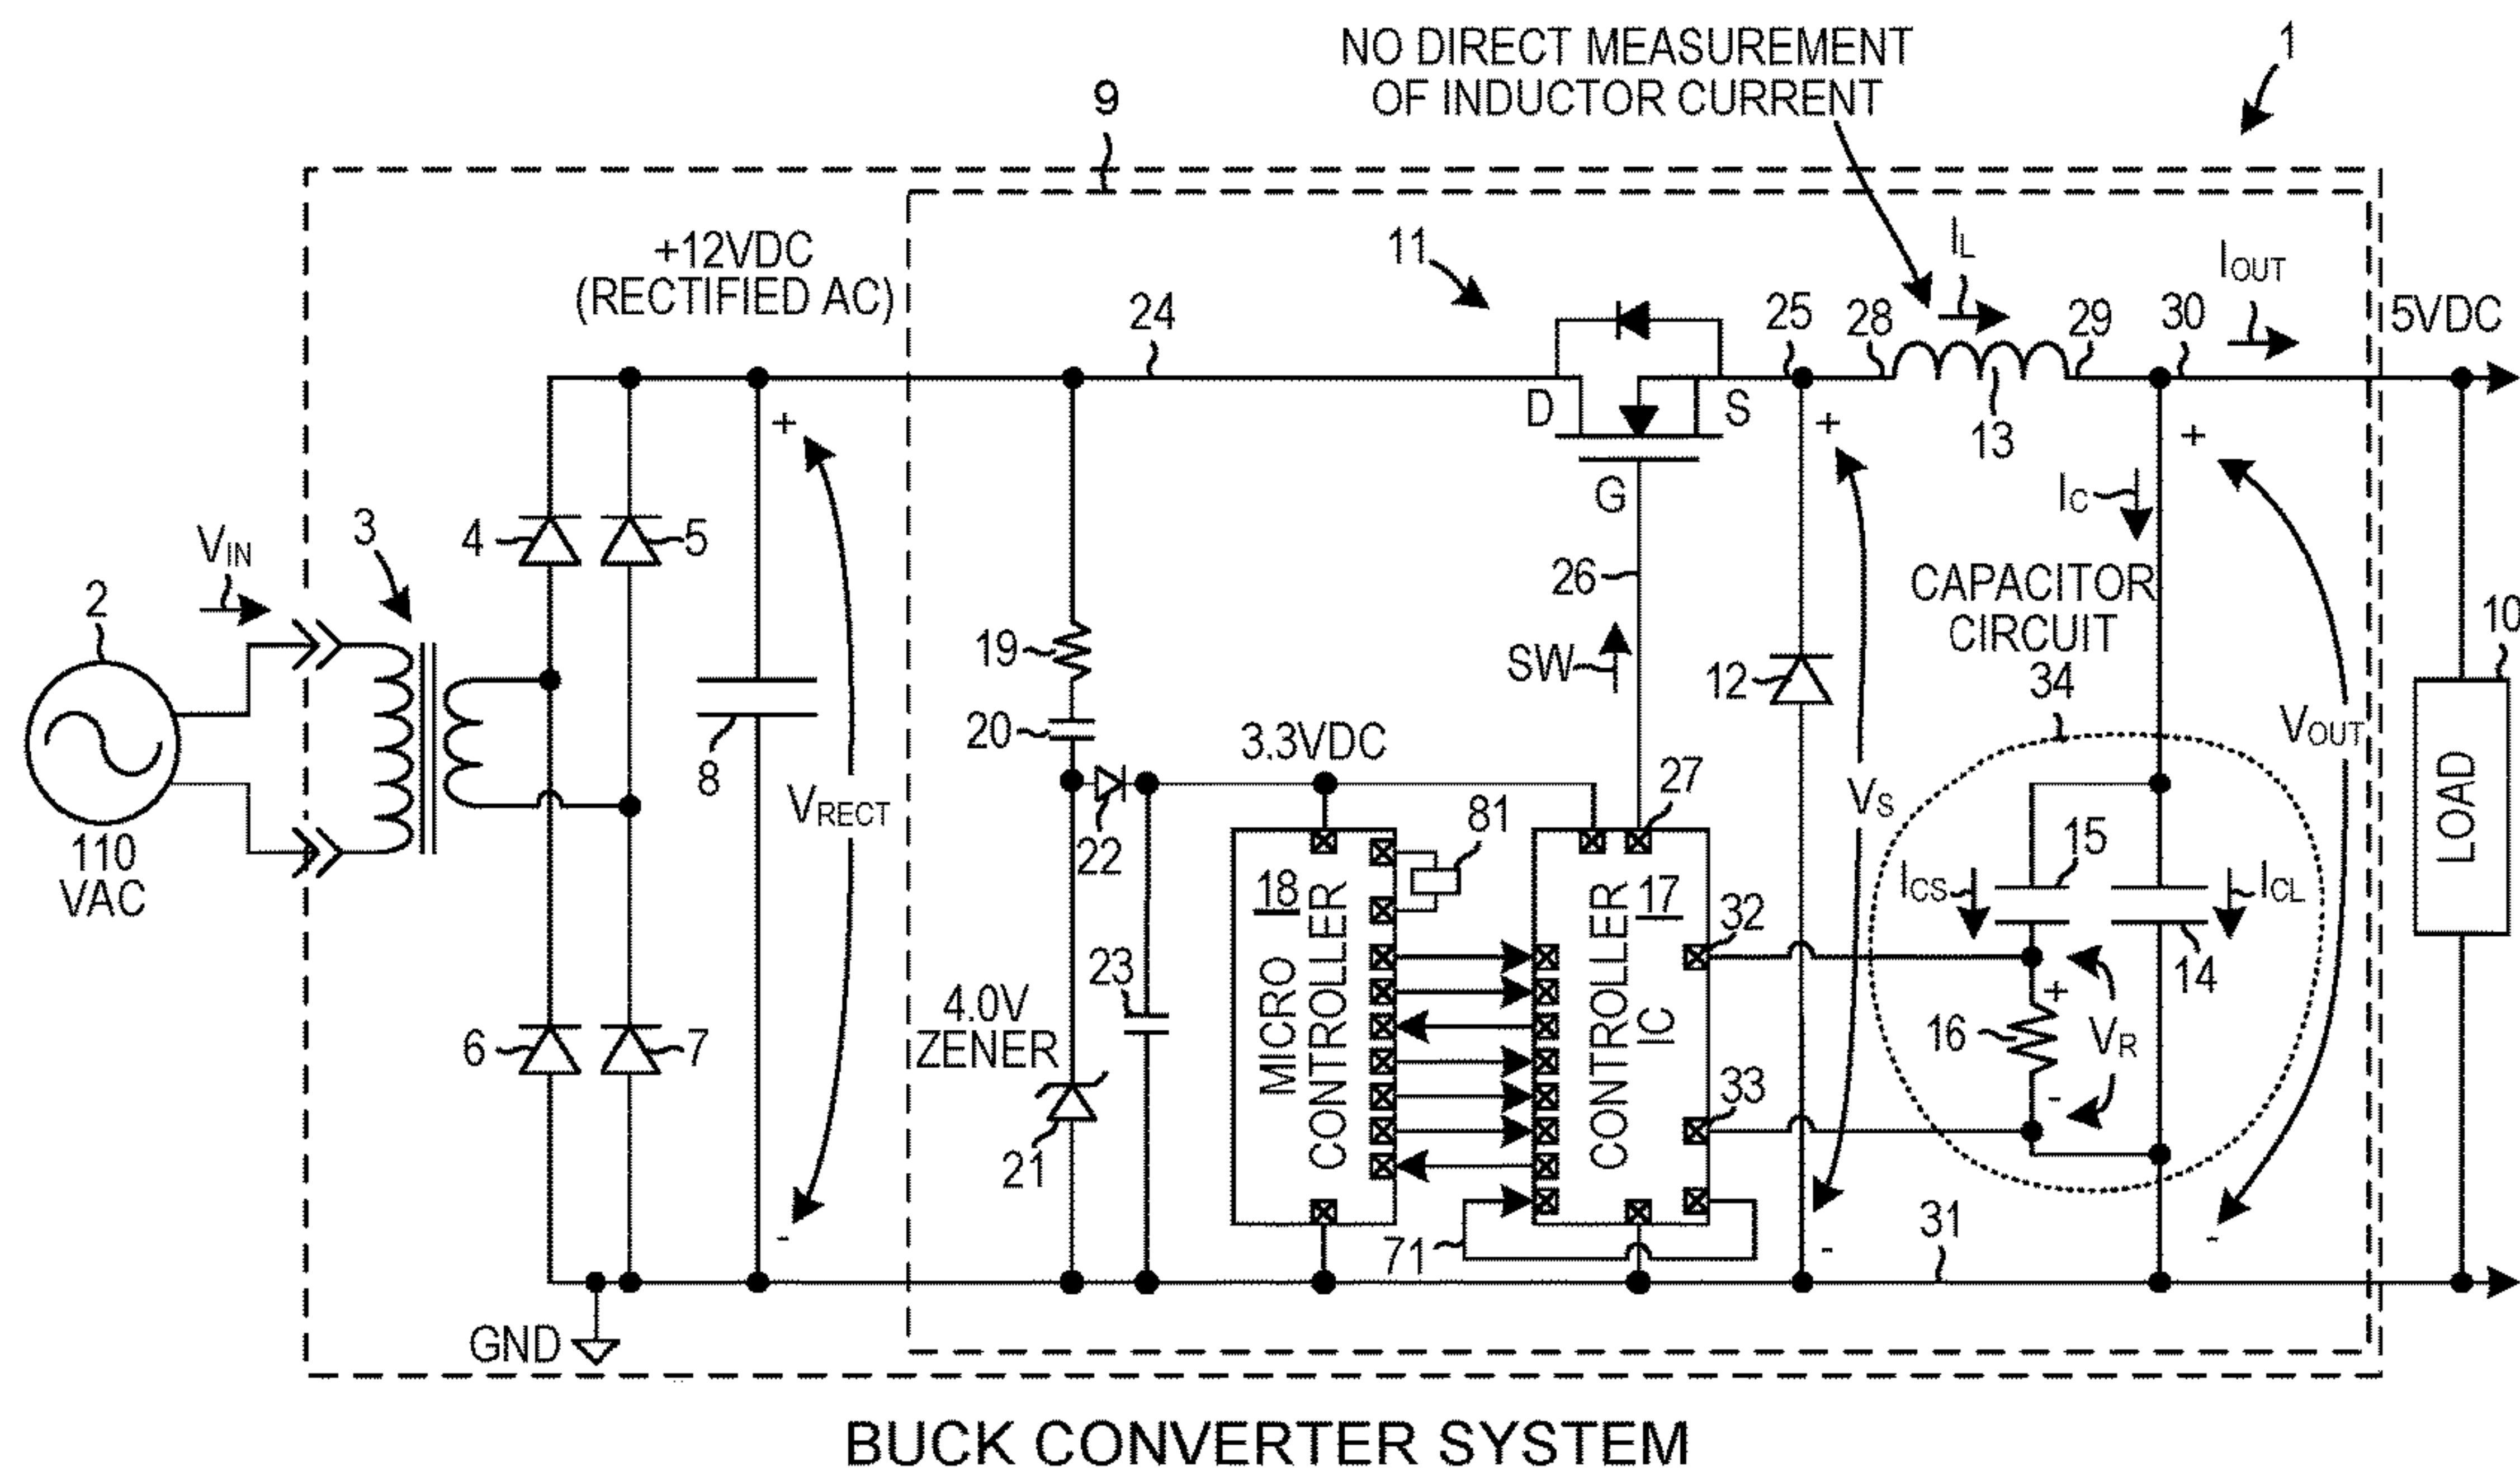 NO DIRECT MEASUREMENT
OF INDUCTOR CURRENT
1
9
+12VDC
(RECTIFIED AC)
24
11
25
28
IL
29
30
IOUT
5VDC
D
S
G
13
+
+
+
IC
VIN
3
4
5
2
26
CAPACITOR
CIRCUIT
34
10
19
SW
12
20
3.3VDC
27
VOUT
8
VRECT
22
81
VS
LOAD
110
VAC
18
MICRO
CONTROLLER
17
CONTROLLER
IC
32
ICS
15
ICL
14
23
4.0V
ZENER
+
16
VR
-
6
7
33
21
71
31
-
-
-
GND
BUCK CONVERTER SYSTEM